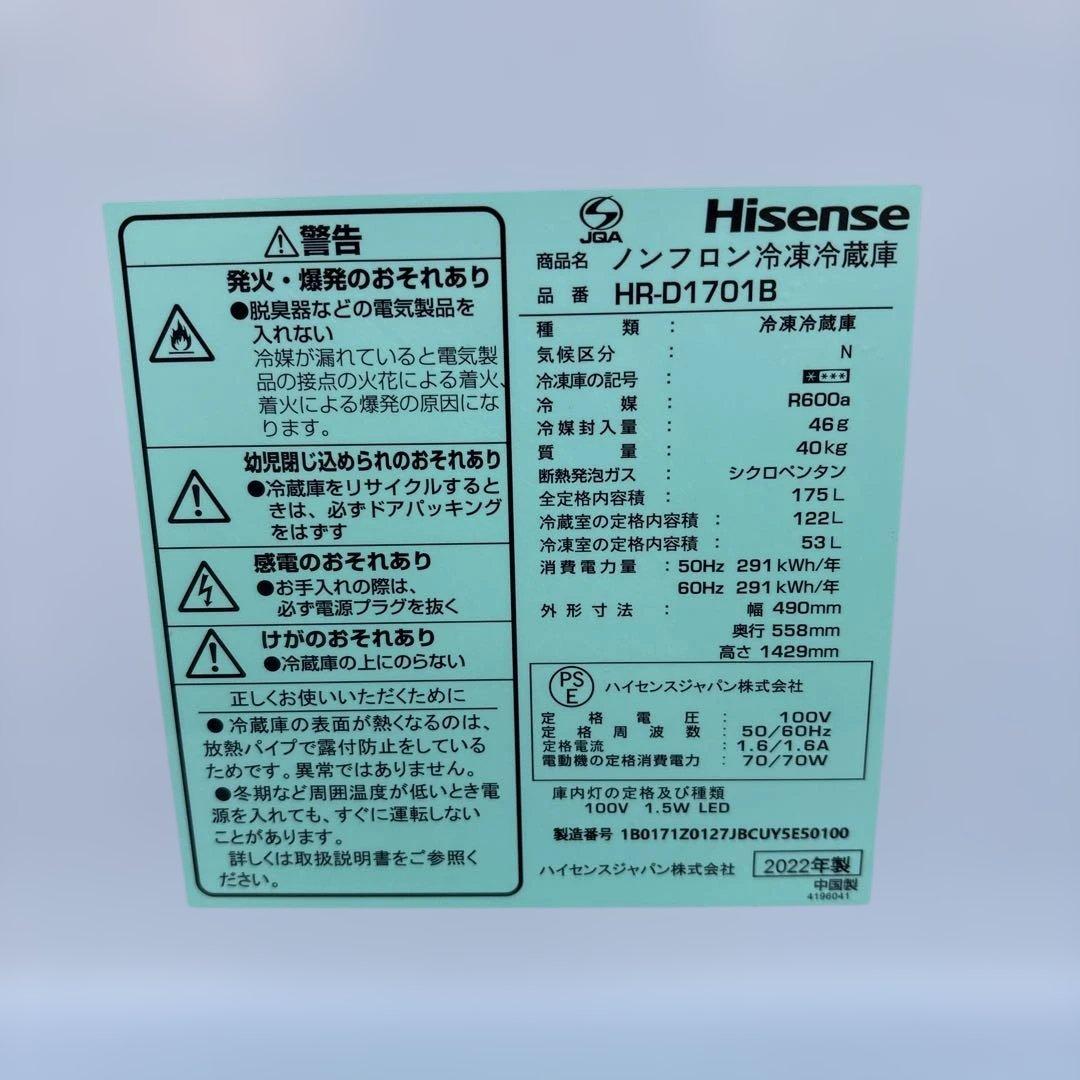 ⚠警告
発火・爆発のおそれあり
●脱臭器などの電気製品を
入れない
冷媒が漏れていると電気製
品の接点の火花による着火、
着火による爆発の原因にな
ります。
幼児閉じ込められのおそれあり
●冷蔵庫をリサイクルすると
きは、必ずドアパッキング
をはずす
感電のおそれあり
●お手入れの際は、
必ず電源プラグを抜く
けがのおそれあり
●冷蔵庫の上にのらない
正しくお使いいただくために
●冷蔵庫の表面が熱くなるのは、
放熱パイプで露付防止をしている
ためです。異常ではありません。
●冬期など周囲温度が低いとき電
源を入れても、すぐに運転しない
ことがあります。
詳しくは取扱説明書をご参照く
ださい。
JQA
Hisense
商品名 ノンフロン冷凍冷蔵庫
品番 HR-D1701B
種類 : 冷凍冷蔵庫
気候区分 : N
冷凍庫の記号 : ****
冷媒 : R600a
冷媒封入量 : 46g
質量 : 40kg
断熱発泡ガス : シクロペンタン
全定格内容積 : 175L
冷蔵室の定格内容積 : 122L
冷凍室の定格内容積 : 53L
消費電力量 : 50Hz 291kWh/年
60Hz 291kWh/年
外形寸法 : 幅 490mm
奥行 558mm
高さ 1429mm
PSE ハイセンスジャパン株式会社
定格電圧 : 100V
定格周波数 : 50/60Hz
定格電流 : 1.6/1.6A
電動機の定格消費電力 : 70/70W
庫内灯の定格及び種類
100V 1.5W LED
製造番号 1B0171Z0127JBCUY5E50100
ハイセンスジャパン株式会社 2022年製
中国製
4196041